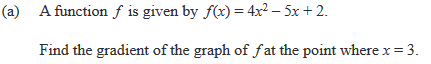 (a) A function f is given by f(x) = 4x² – 5x + 2.
Find the gradient of the graph of f at the point where x = 3.